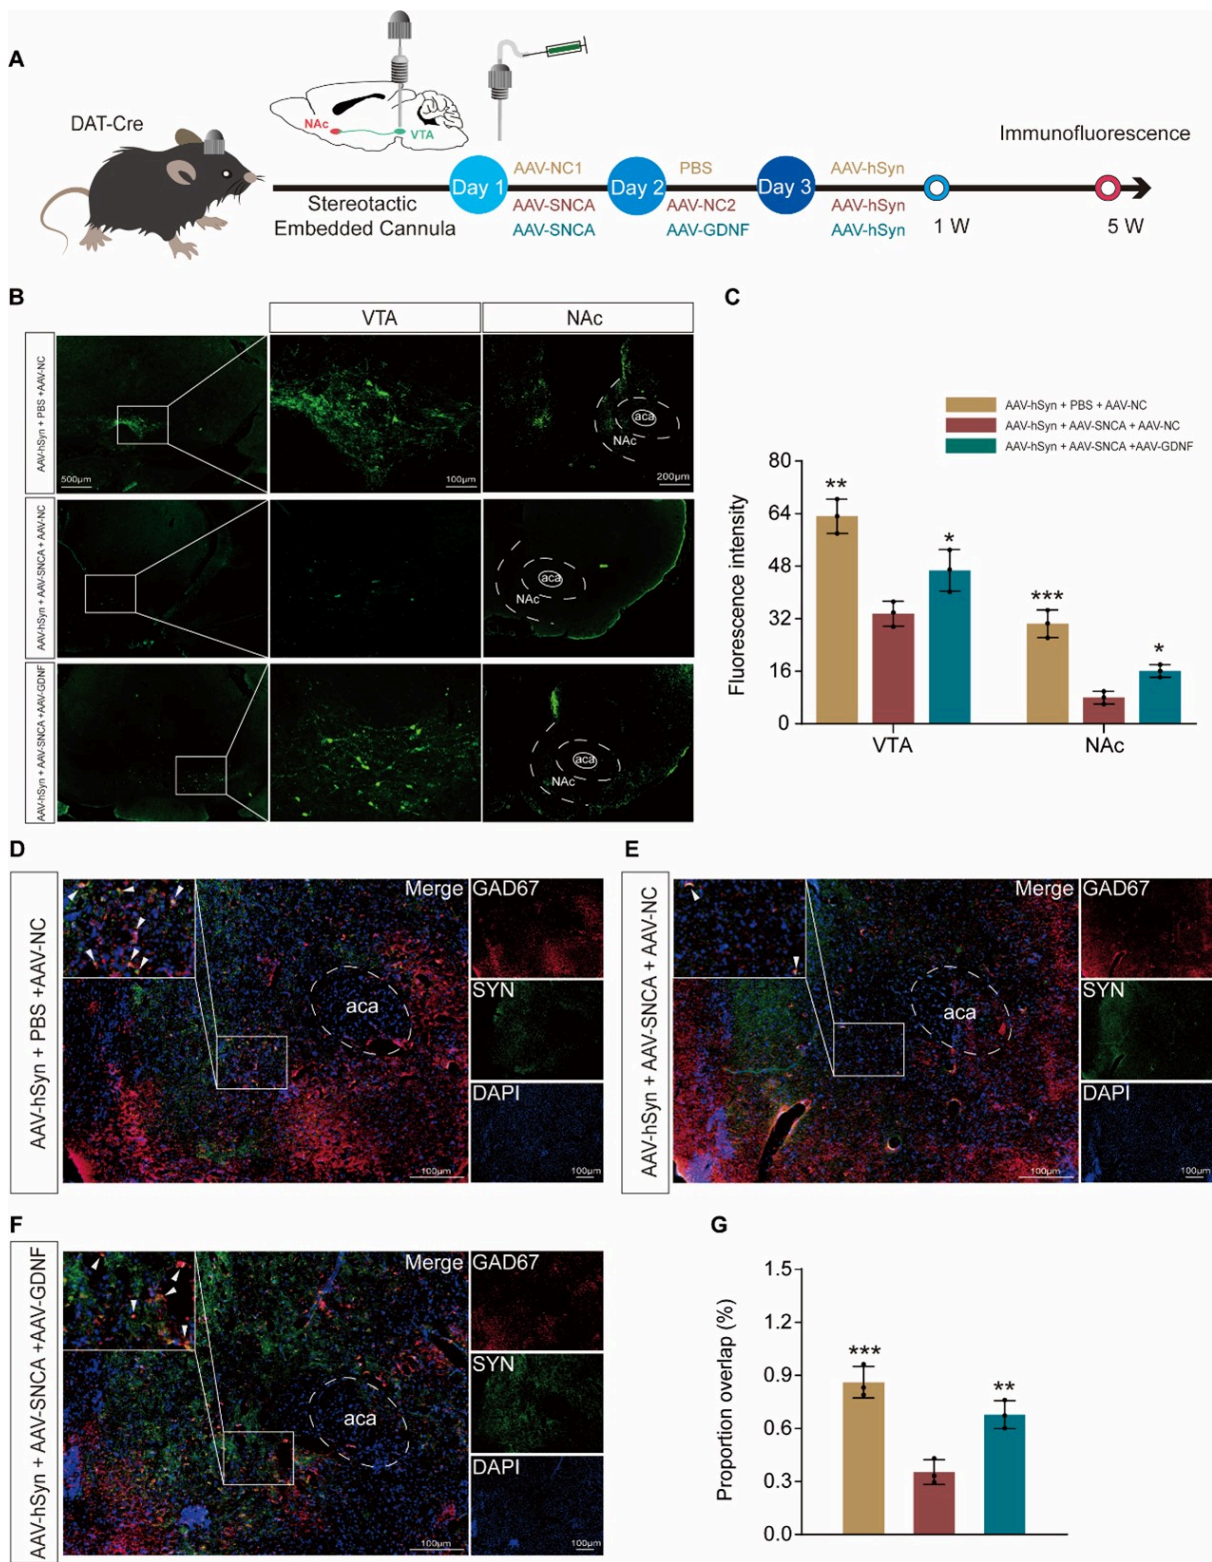 A
DAT-Cre
NAc
VTA
Immunofluorescence
Day 1
AAV-NC1
AAV-SNCA
AAV-SNCA
Day 2
PBS
AAV-NC2
AAV-GDNF
Day 3
AAV-hSyn
AAV-hSyn
AAV-hSyn
Stereotactic
Embedded Cannula
1 W
5 W
B
VTA
NAc
AAV-hSyn + PBS +AAV-NC
500μm
100μm
aca
NAc
200μm
AAV-hSyn + AAV-SNCA + AAV-NC
aca
NAc
AAV-hSyn + AAV-SNCA +AAV-GDNF
aca
NAc
C
AAV-hSyn + PBS + AAV-NC
AAV-hSyn + AAV-SNCA + AAV-NC
AAV-hSyn + AAV-SNCA +AAV-GDNF
Fluorescence intensity
80
64
48
32
16
0
**
*
***
*
VTA
NAc
D
AAV-hSyn + PBS +AAV-NC
Merge
aca
100μm
GAD67
SYN
DAPI
100μm
E
AAV-hSyn + AAV-SNCA + AAV-NC
Merge
aca
100μm
GAD67
SYN
DAPI
100μm
F
AAV-hSyn + AAV-SNCA +AAV-GDNF
Merge
aca
100μm
GAD67
SYN
DAPI
100μm
G
Proportion overlap (%)
1.5
1.2
0.9
0.6
0.3
0.0
***
**